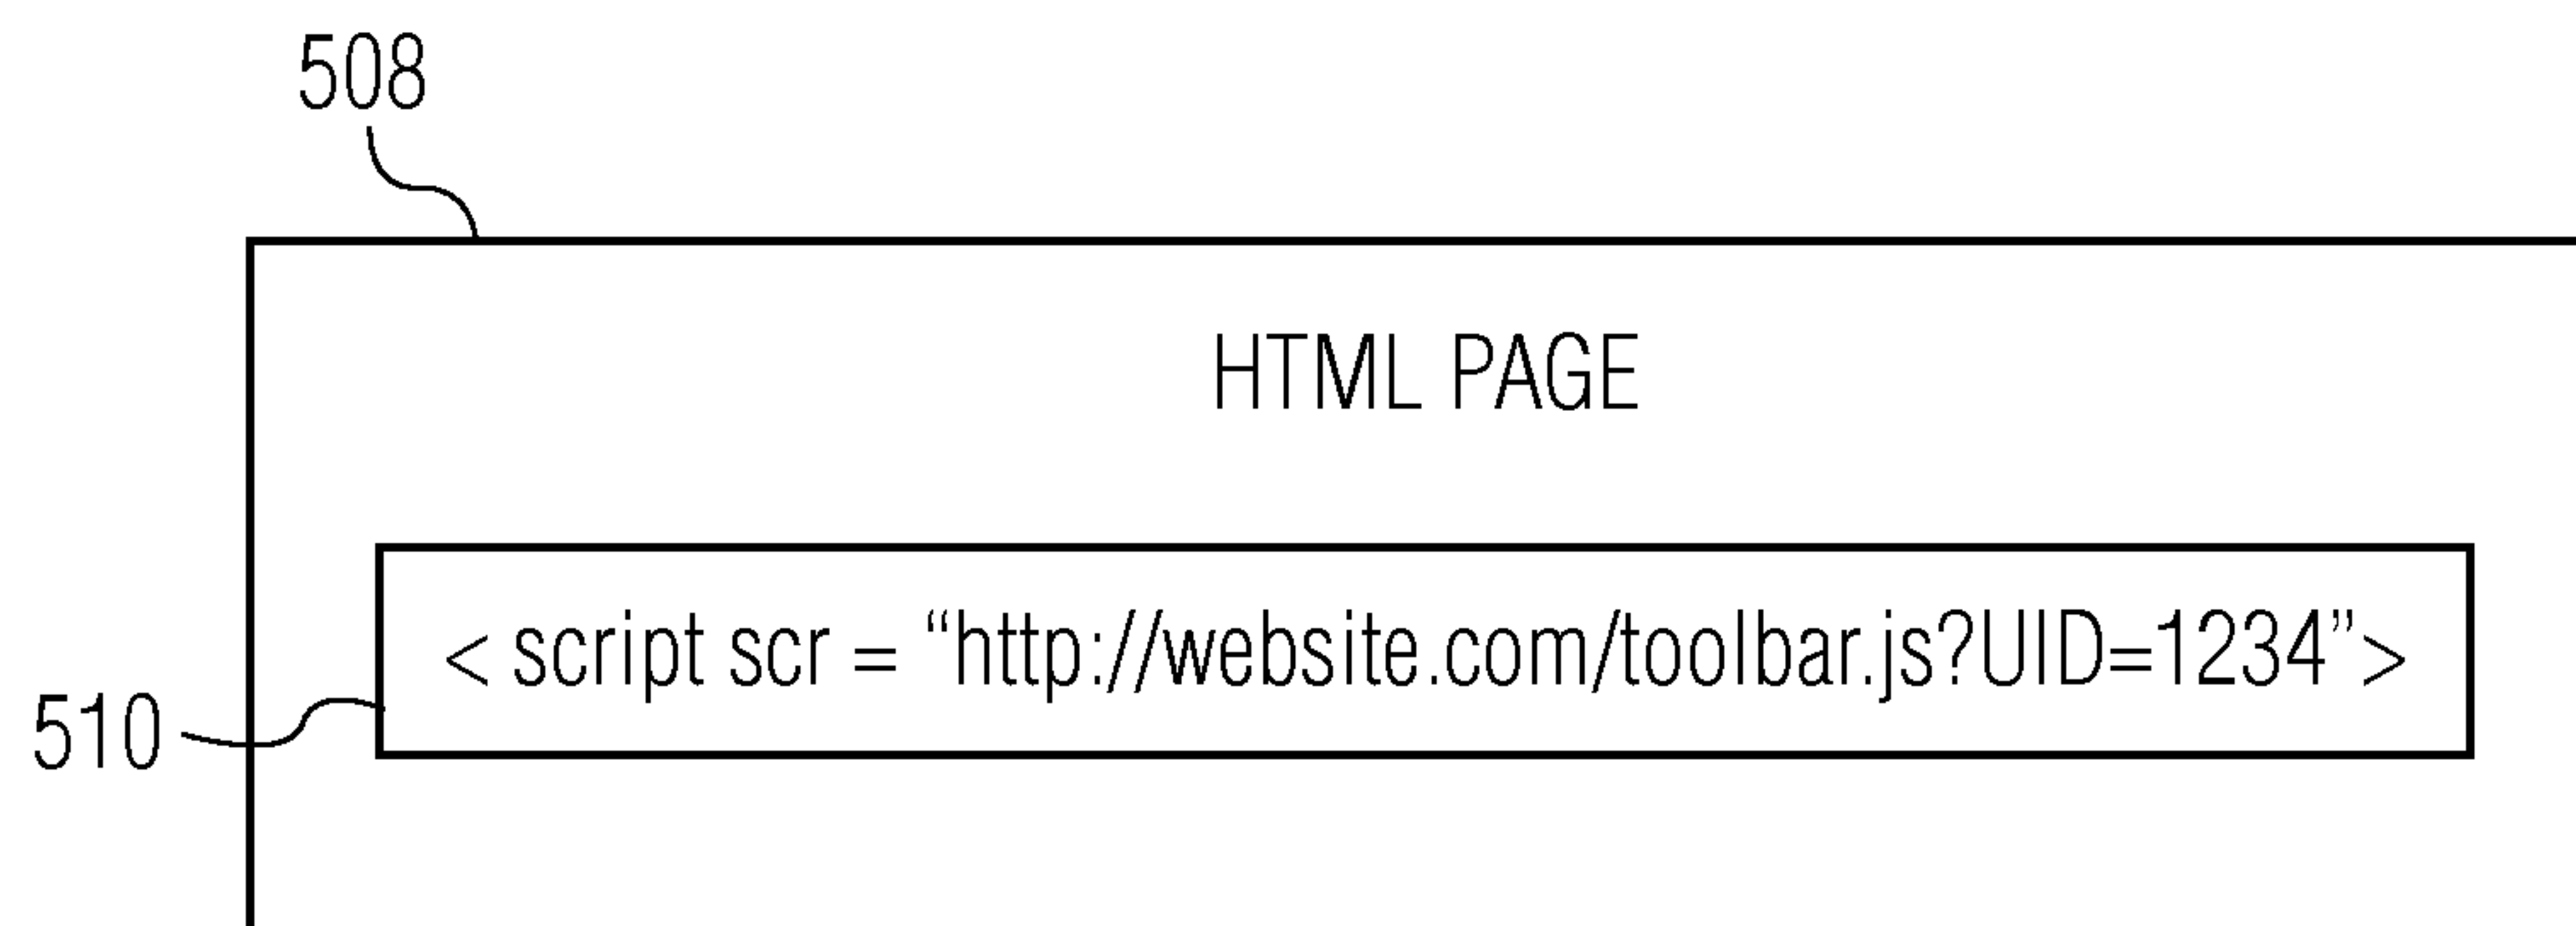 508
HTML PAGE
< script scr = “http://website.com/toolbar.js?UID=1234”>
510